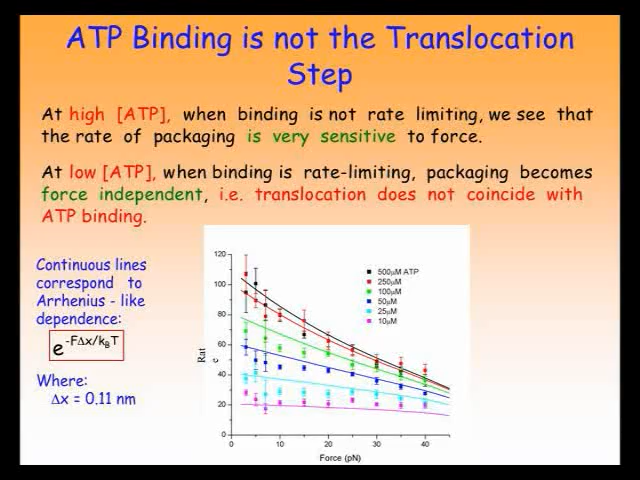 ATP Binding is not the Translocation
Step
At high [ATP], when binding is not rate limiting, we see that
the rate of packaging is very sensitive to force.
At low [ATP], when binding is rate-limiting, packaging becomes
force independent, i.e. translocation does not coincide with
ATP binding.
Continuous lines
correspond to
Arrhenius - like
dependence:
e^-FΔx/k_BT
Where:
Δx = 0.11 nm
120
100
80
60
40
20
0
Rat
e
500µM ATP
250µM
100µM
50µM
25µM
10µM
0 10 20 30 40
Force (pN)